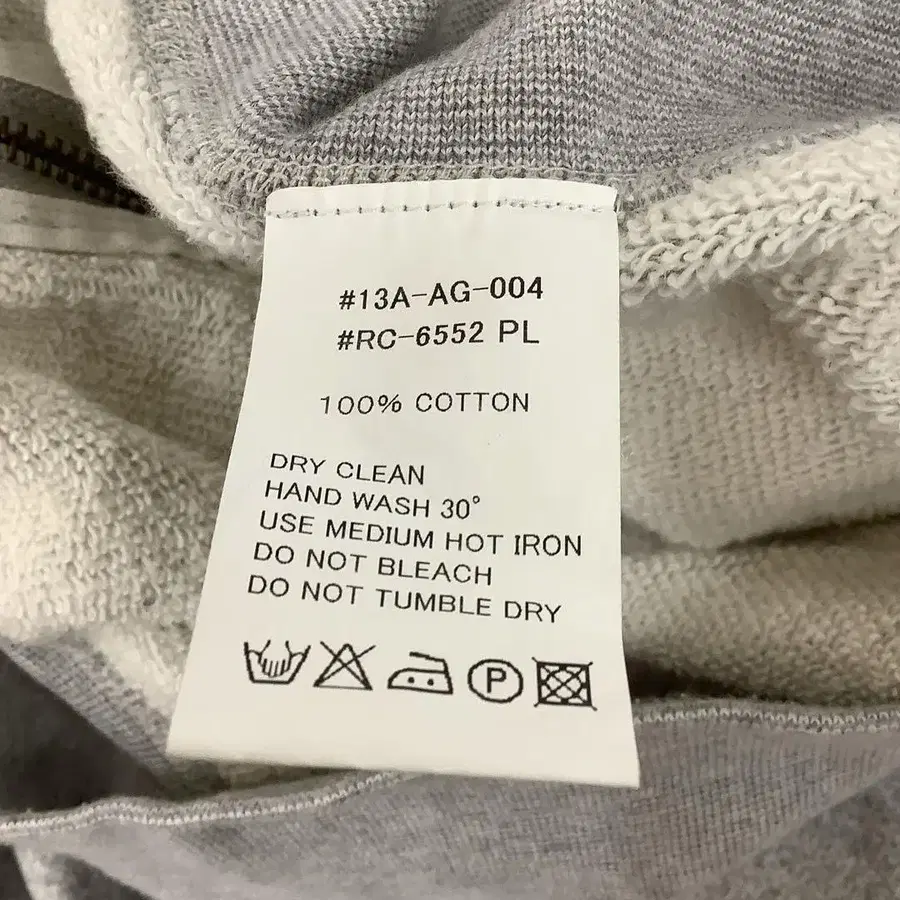 #13A-AG-004
#RC-6552 PL
100% COTTON
DRY CLEAN
HAND WASH 30°
USE MEDIUM HOT IRON
DO NOT BLEACH
DO NOT TUMBLE DRY
P